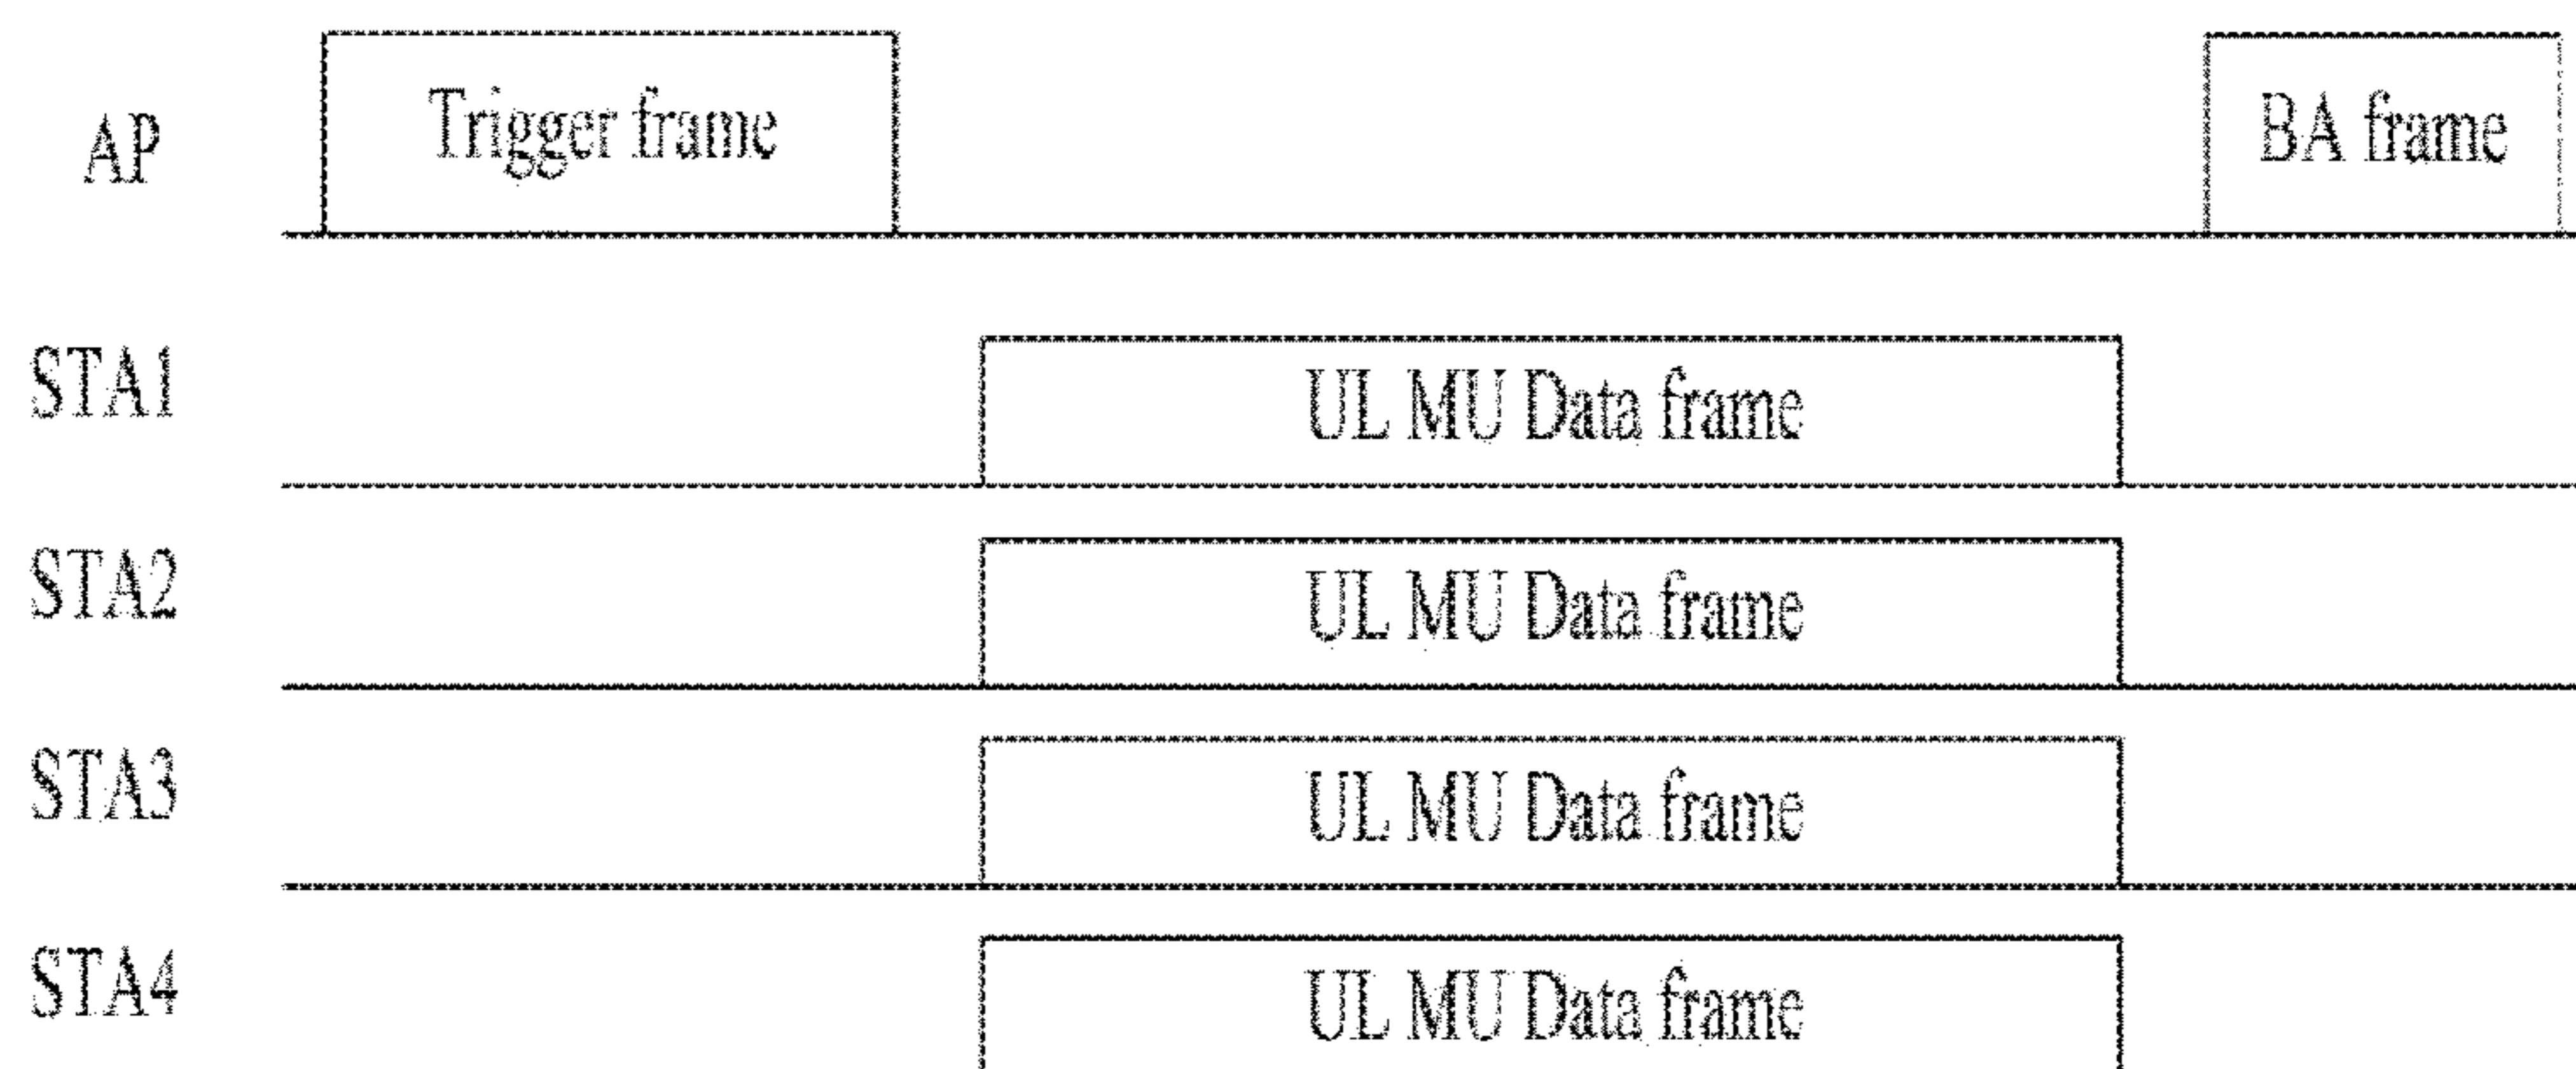 AP Trigger frame BA frame
STA1 UL MU Data frame
STA2 UL MU Data frame
STA3 UL MU Data frame
STA4 UL MU Data frame